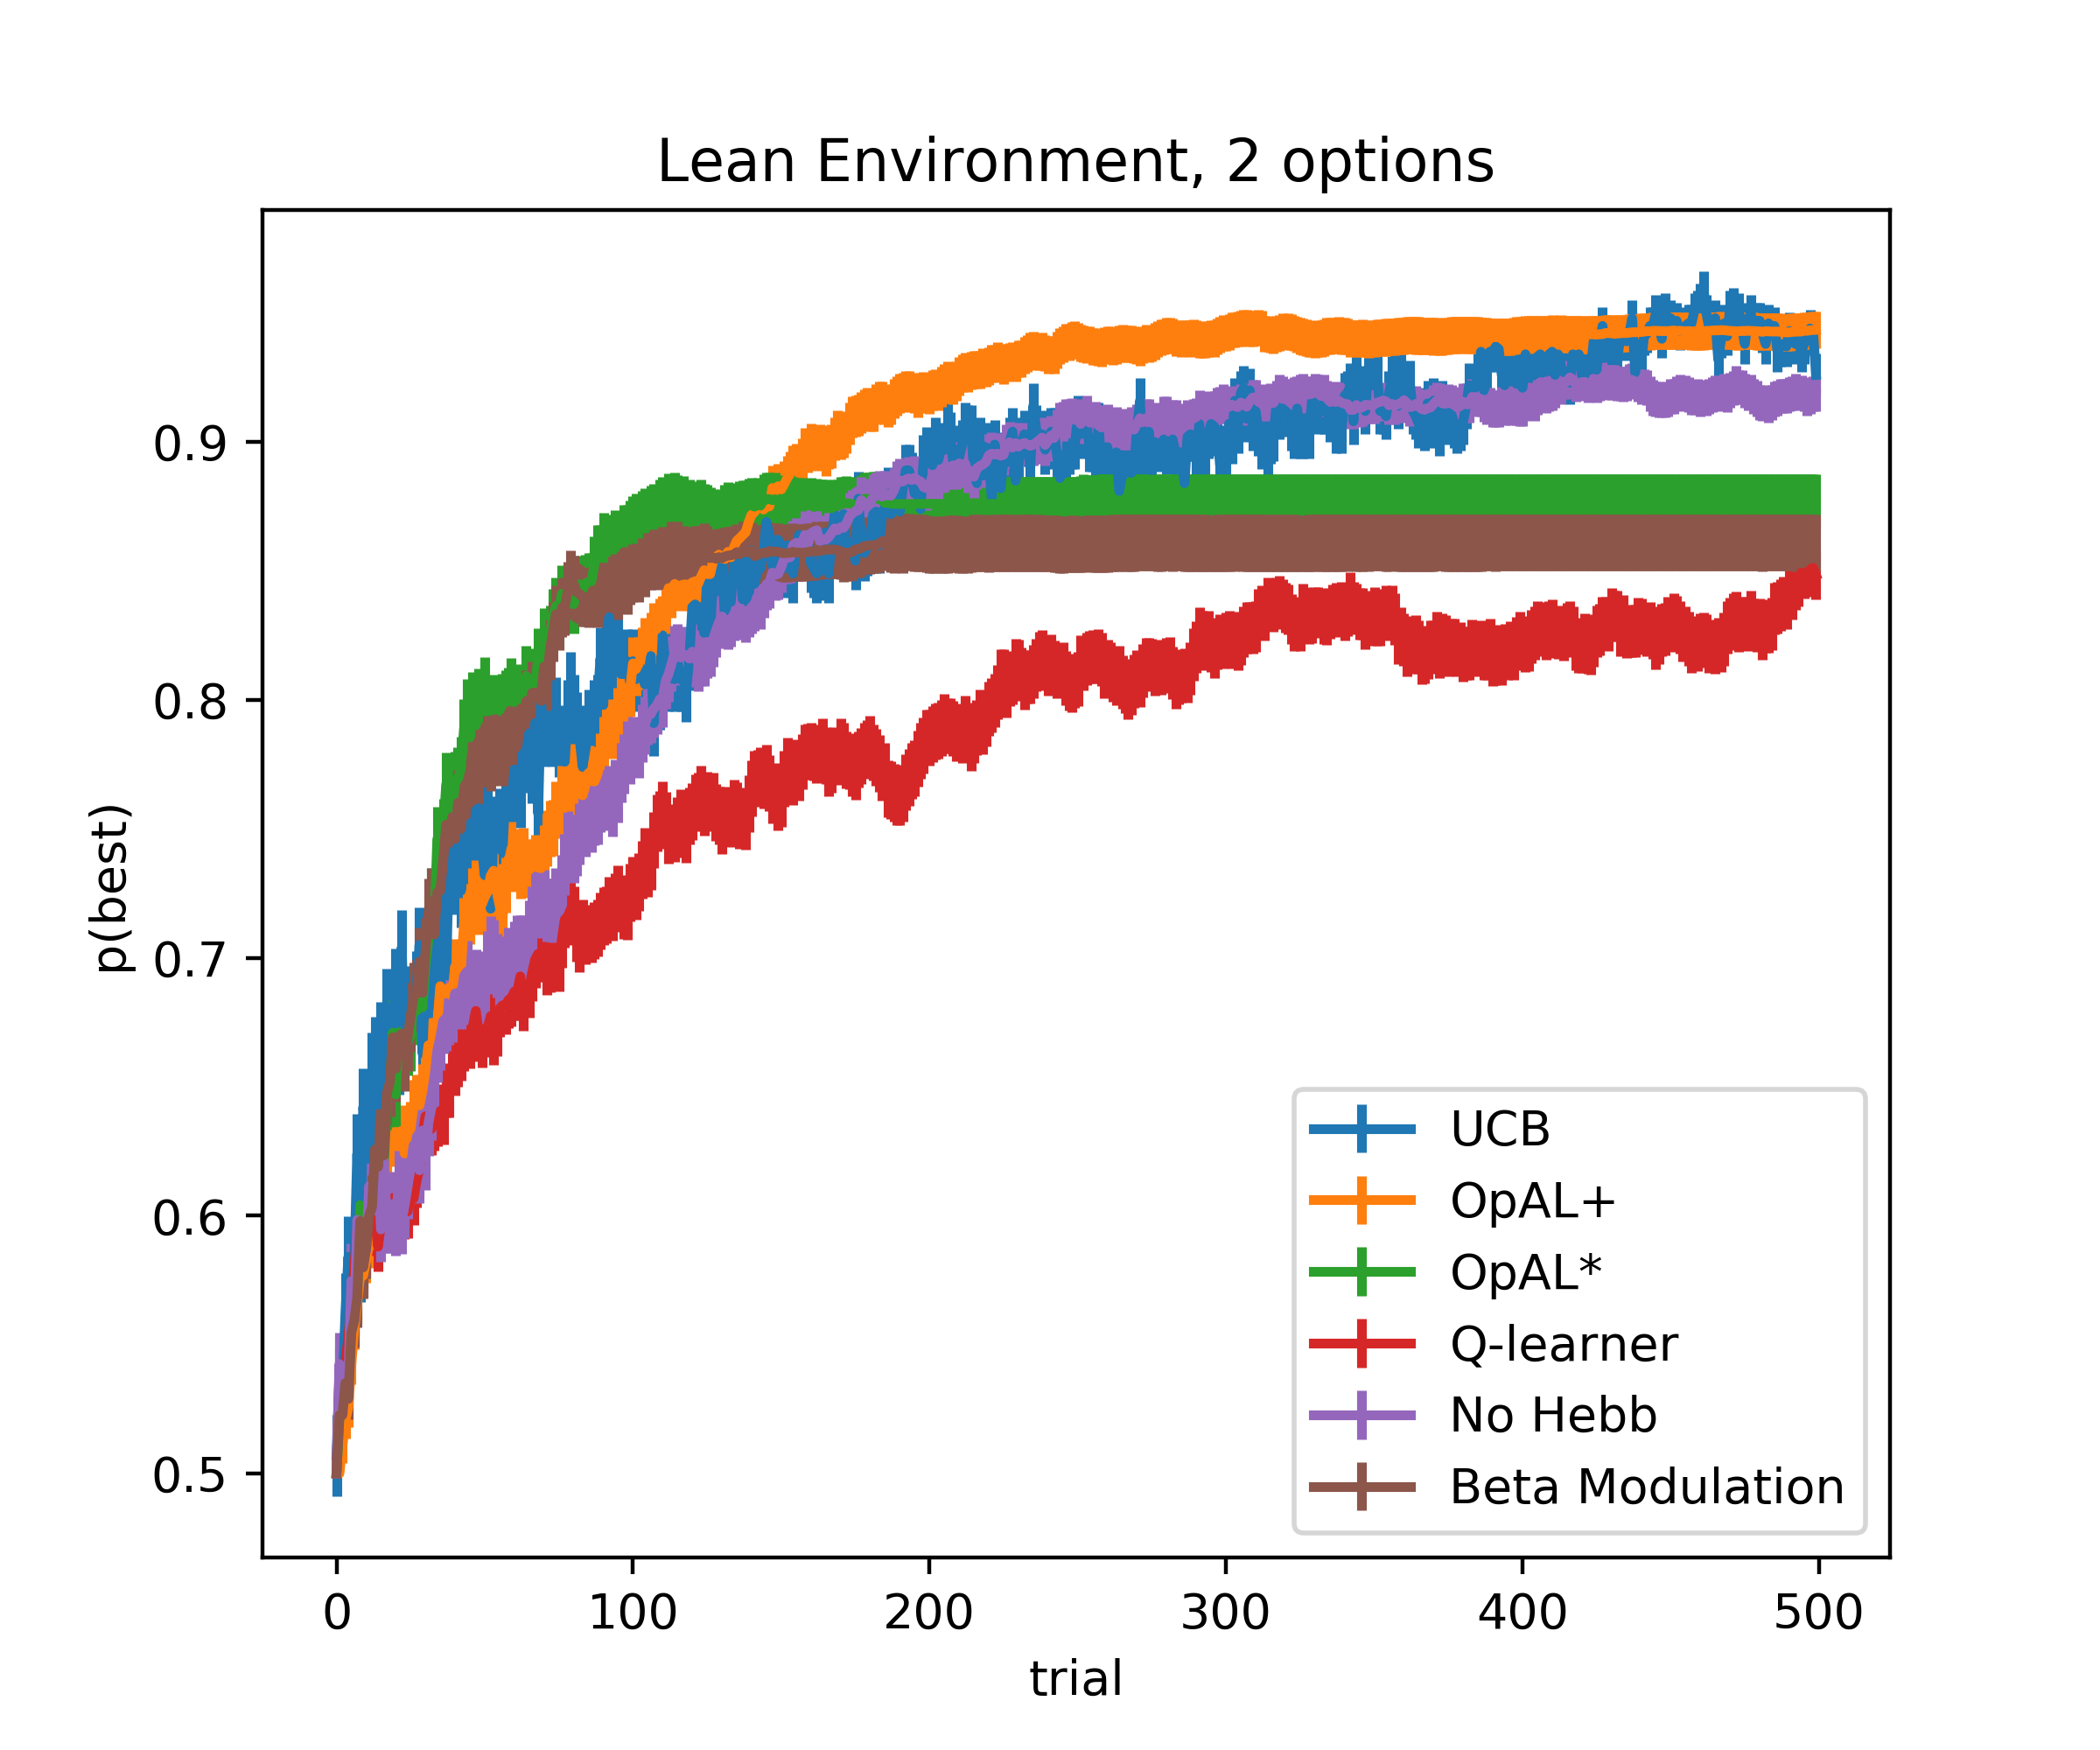 Lean Environment, 2 options
p(best)
0.9
0.8
0.7
0.6
0.5
0
100
200
300
400
500
trial
UCB
OpAL+
OpAL*
Q-learner
No Hebb
Beta Modulation